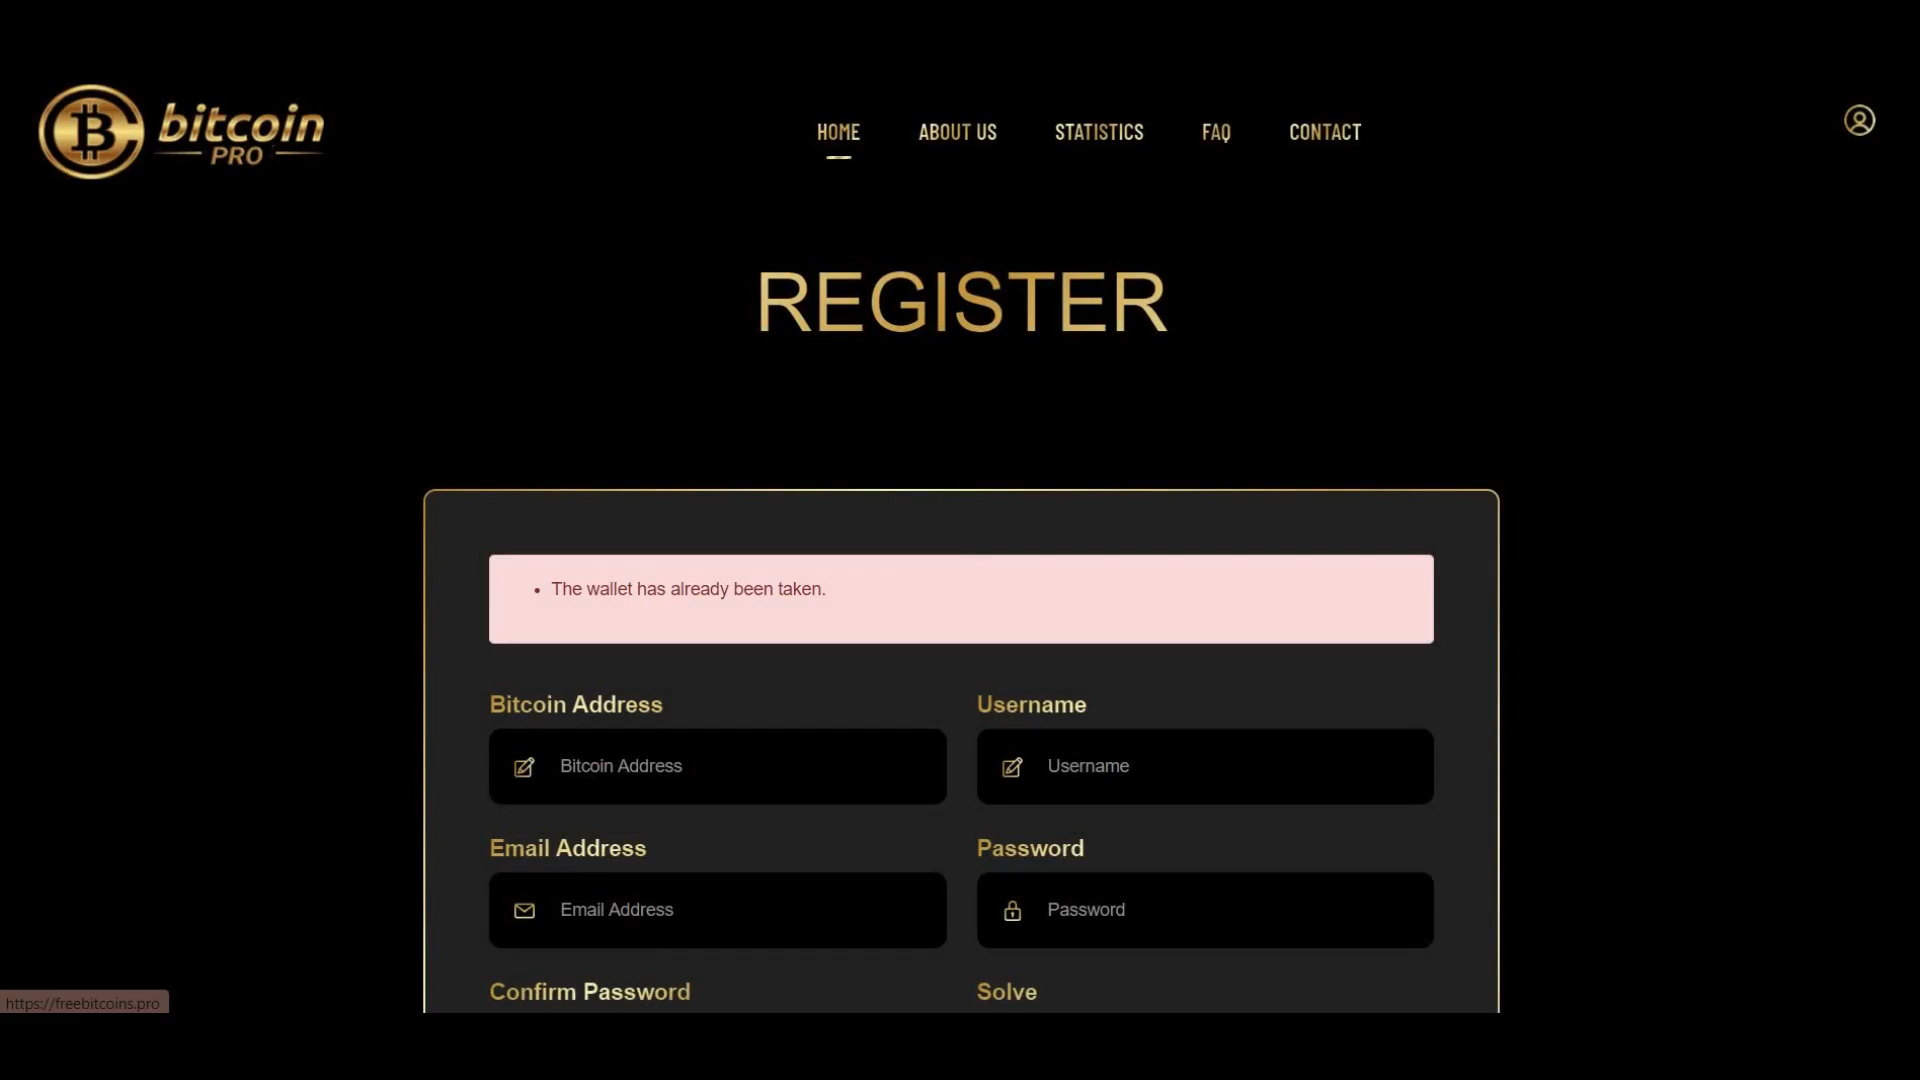 bitcoin
PRO
HOME
ABOUT US
STATISTICS
FAQ
CONTACT
REGISTER
• The wallet has already been taken.
Bitcoin Address
Username
Bitcoin Address
Username
Email Address
Password
Email Address
Password
Confirm Password
Solve
https://freebitcoins.pro